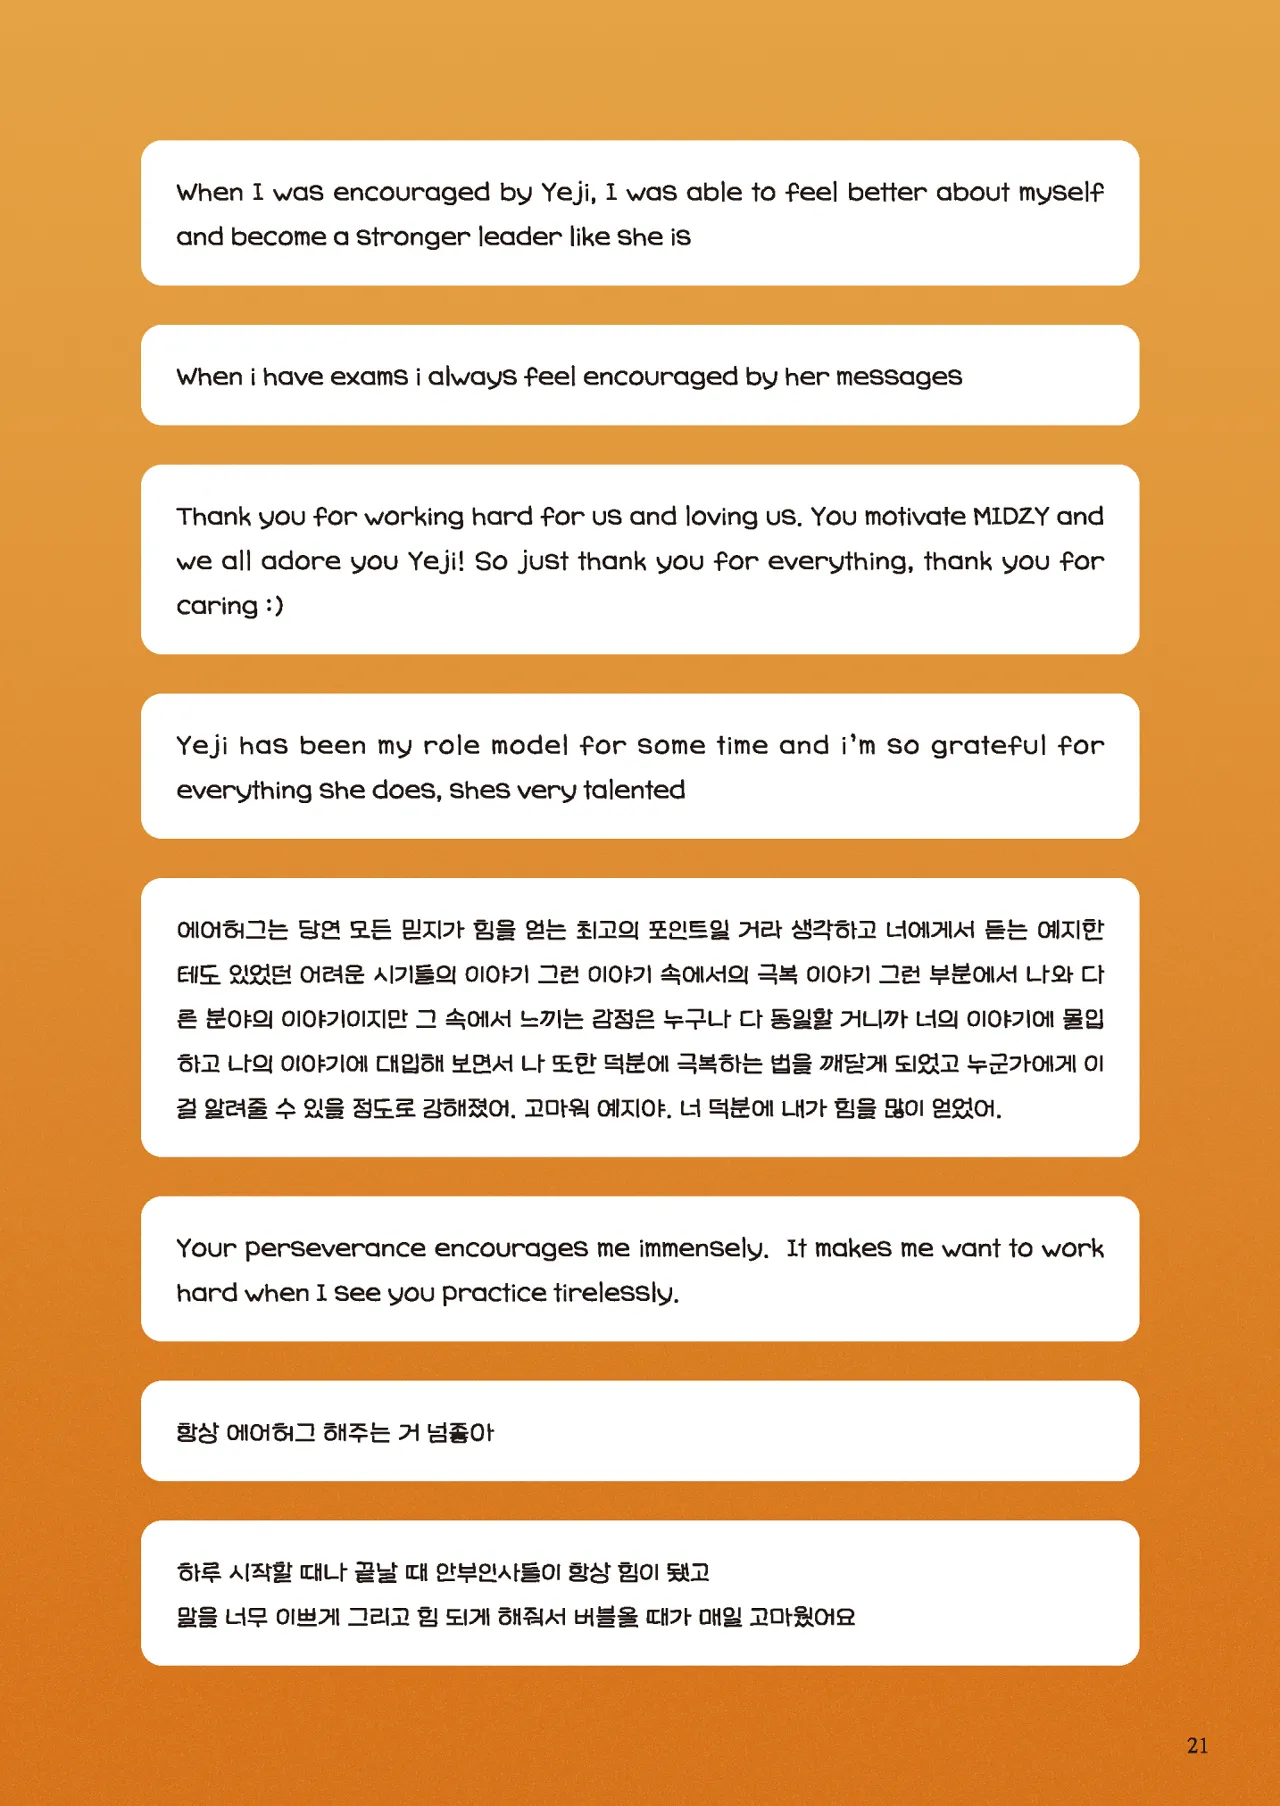 When I was encouraged by Yeji, I was able to feel better about myself
and become a stronger leader like she is
When i have exams i always feel encouraged by her messages
Thank you for working hard for us and loving us. You motivate MIDZY and
we all adore you Yeji! So just thank you for everything, thank you for
caring :)
Yeji has been my role model for some time and i'm so grateful for
everything she does, shes very talented
에어허그는 당연 모든 믿지가 힘을 얻는 최고의 포인트일 거라 생각하고 너에게서 듣는 예지한
테도 있었던 어려운 시기들의 이야기 그런 이야기 속에서의 극복 이야기 그런 부분에서 나와 다
른 분야의 이야기이지만 그 속에서 느끼는 감정은 누구나 다 동일할 거니까 너의 이야기에 몰입
하고 나의 이야기에 대입해 보면서 나 또한 덕분에 극복하는 법을 깨닫게 되었고 누군가에게 이
걸 알려줄 수 있을 정도로 강해졌어. 고마워 예지야. 너 덕분에 내가 힘을 많이 얻었어.
Your perseverance encourages me immensely.  It makes me want to work
hard when I see you practice tirelessly.
항상 에어허그 해주는 거 넘좋아
하루 시작할 때나 끝날 때 안부인사들이 항상 힘이 됐고
말을 너무 이쁘게 그리고 힘 되게 해줘서 버블올 때가 매일 고마웠어요
21